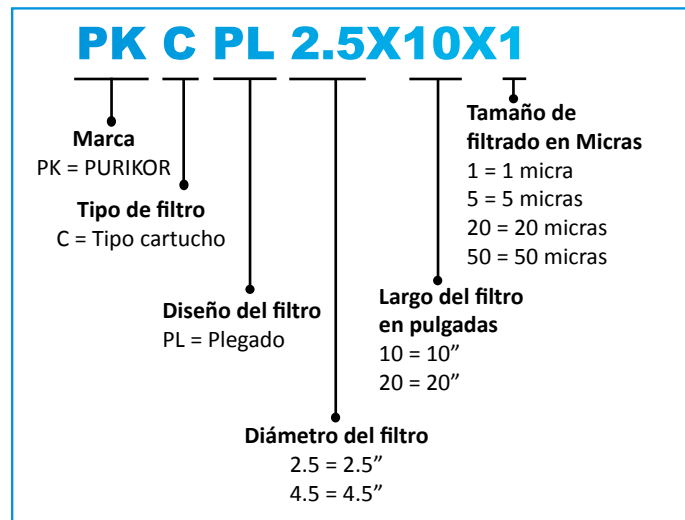 PK C PL 2.5X10X1
Marca
PK = PURIKOR
Tipo de filtro
C = Tipo cartucho
Diseño del filtro
PL = Plegado
Diámetro del filtro
2.5 = 2.5”
4.5 = 4.5”
Largo del filtro
en pulgadas
10 = 10”
20 = 20”
Tamaño de
filtrado en Micras
1 = 1 micra
5 = 5 micras
20 = 20 micras
50 = 50 micras